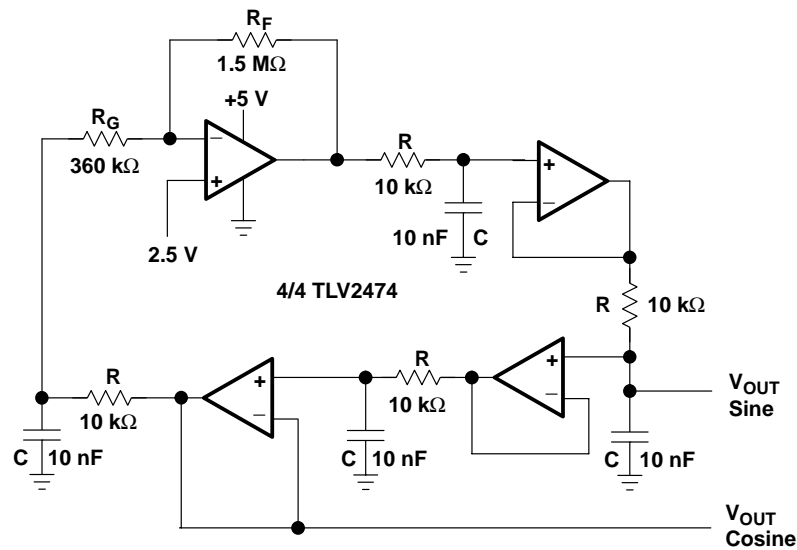 R_F
1.5 MΩ
+5 V
R_G
360 kΩ
–
+
2.5 V
R
10 kΩ
10 nF C
+
–
4/4 TLV2474
R 10 kΩ
R
10 kΩ
C 10 nF
+
–
R
10 kΩ
C 10 nF
+
–
C 10 nF
V_OUT
Sine
V_OUT
Cosine